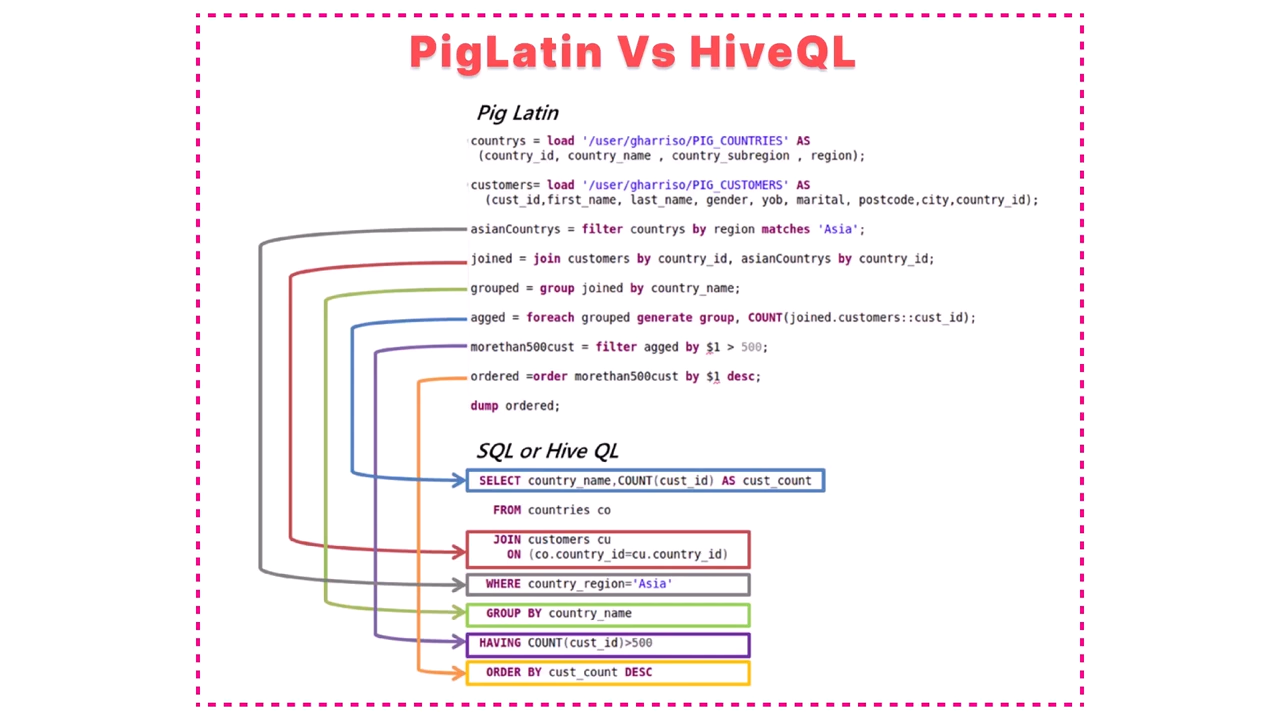 PigLatin Vs HiveQL
Pig Latin
countrys = load '/user/gharriso/PIG_COUNTRIES' AS
(country_id, country_name , country_subregion , region);
customers= load '/user/gharriso/PIG_CUSTOMERS' AS
(cust_id,first_name, last_name, gender, yob, marital, postcode,city,country_id);
asianCountrys = filter countrys by region matches 'Asia';
joined = join customers by country_id, asianCountrys by country_id;
grouped = group joined by country_name;
agged = foreach grouped generate group, COUNT(joined.customers::cust_id);
morethan500cust = filter agged by $1 > 500;
ordered =order morethan500cust by $1 desc;
dump ordered;
SQL or Hive QL
SELECT country_name,COUNT(cust_id) AS cust_count
FROM countries co
JOIN customers cu
ON (co.country_id=cu.country_id)
WHERE country_region='Asia'
GROUP BY country_name
HAVING COUNT(cust_id)>500
ORDER BY cust_count DESC